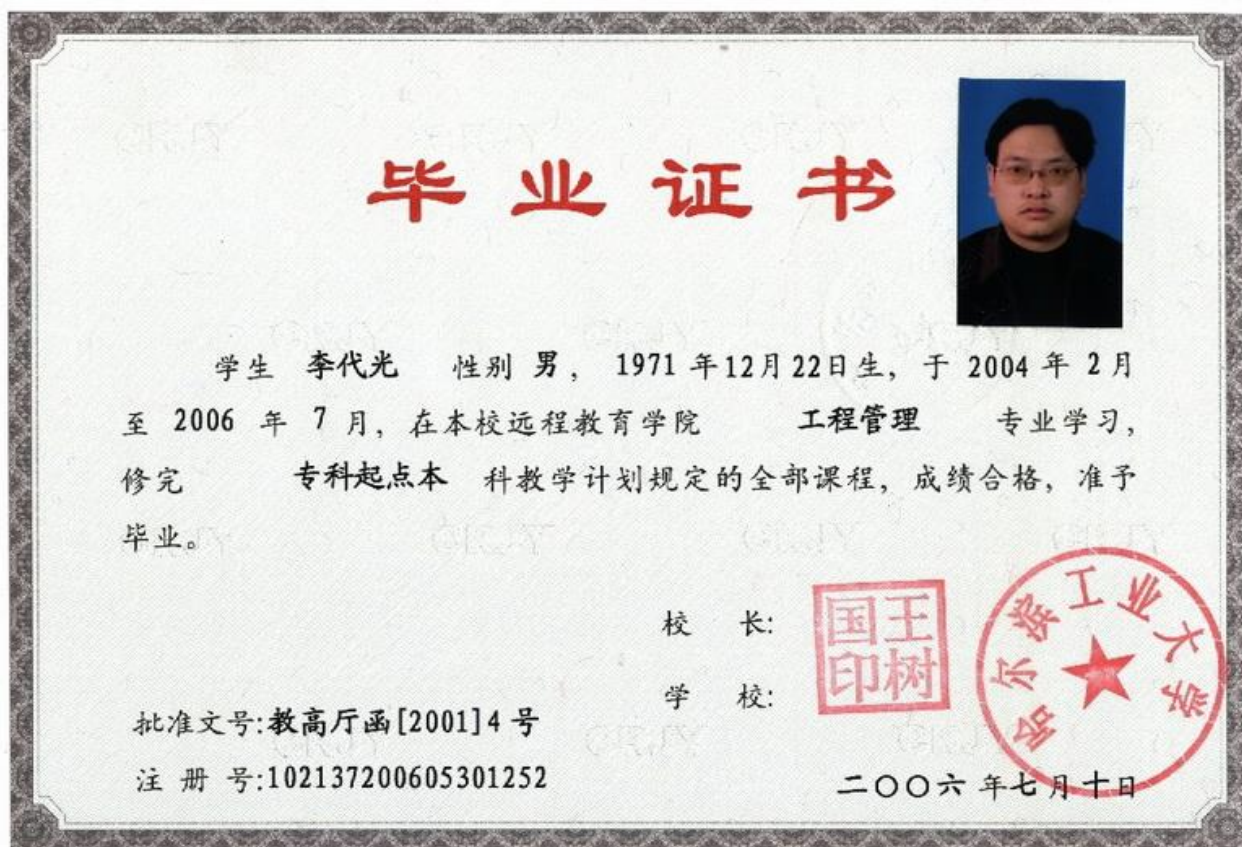 毕业证书
学生 李代光 性别 男，1971 年12月22日生，于 2004 年 2月
至 2006 年 7 月，在本校远程教育学院 工程管理 专业学习，
修完 专科起点本 科教学计划规定的全部课程，成绩合格，准予
毕业。
校 长:
王树国印
学 校:
哈尔滨工业大学
批准文号:教高厅函[2001]4 号
注 册 号:102137200605301252
二〇〇六 年七 月 十日